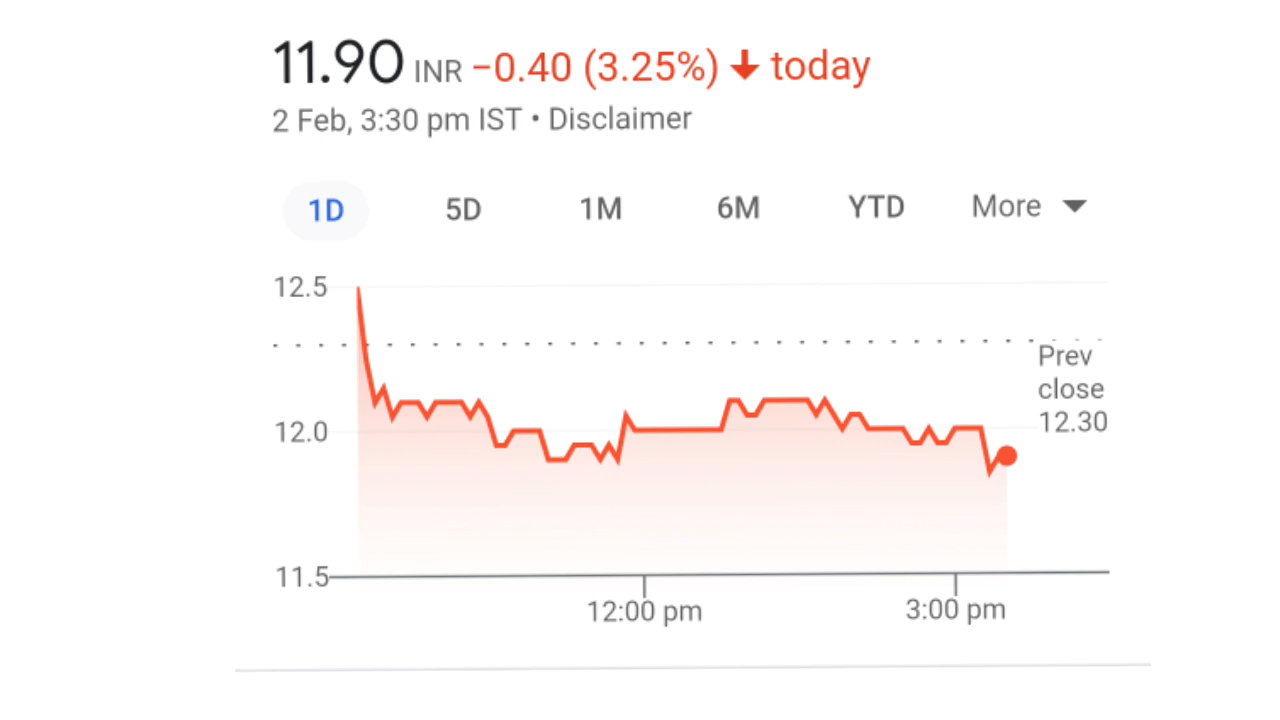 11.90 INR −0.40 (3.25%) ↓ today
2 Feb, 3:30 pm IST • Disclaimer
1D 5D 1M 6M YTD More
12.5
Prev
close
12.30
12.0
11.5
12:00 pm 3:00 pm